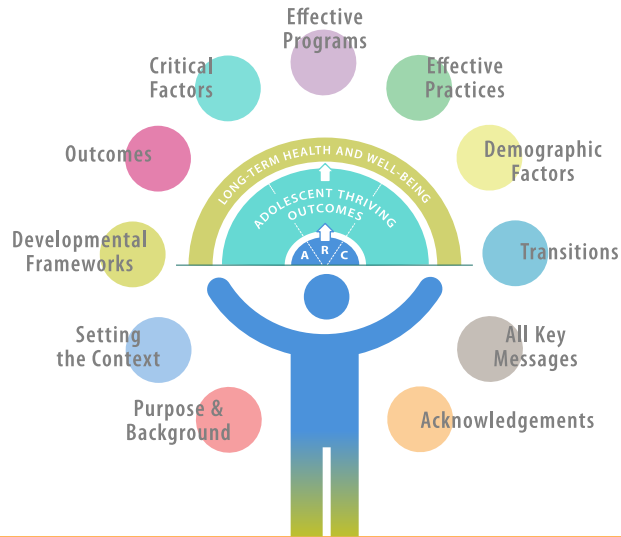 Effective
Programs
Critical
Factors
Effective
Practices
Outcomes
Demographic
Factors
Developmental
Frameworks
Transitions
Setting
the Context
All Key
Messages
Purpose &
Background
Acknowledgements
LONG-TERM HEALTH AND WELL-BEING
ADOLESCENT THRIVING
OUTCOMES
A R C